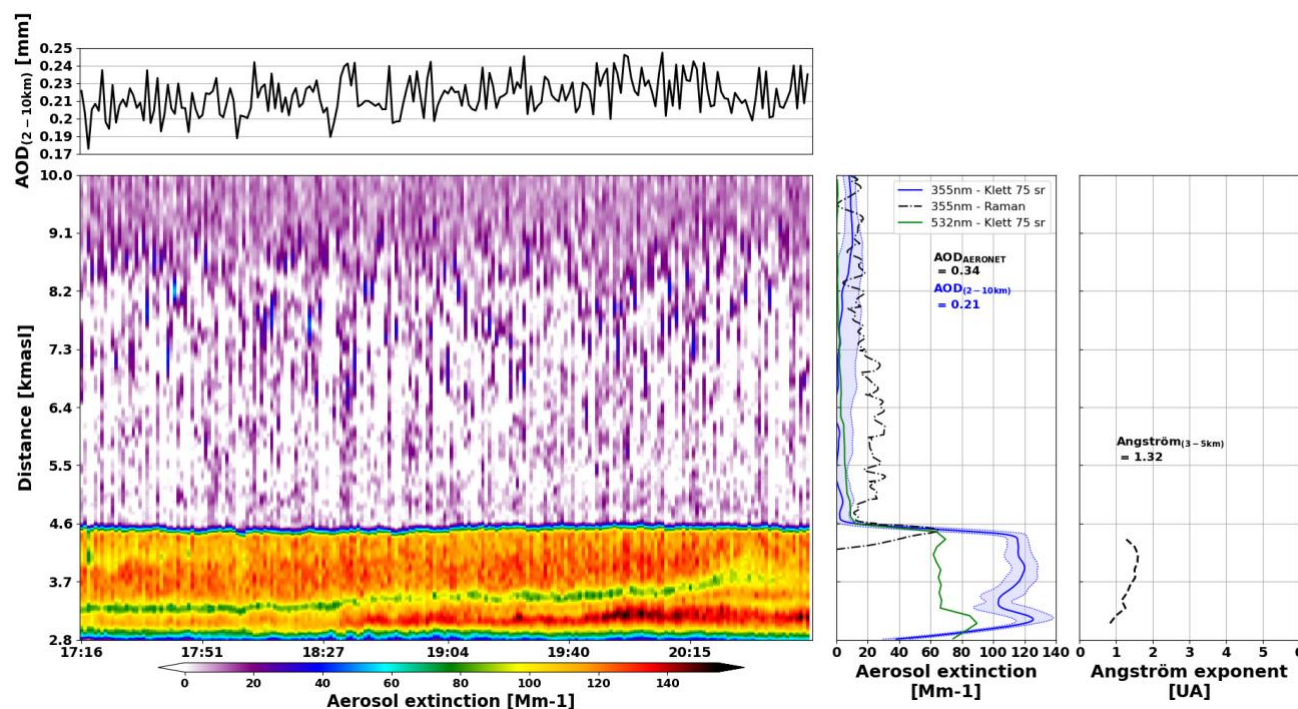 AOD(2−10km) [mm]
0.25
0.24
0.23
0.21
0.2
0.19
0.17
Distance [kmasl]
10.0
9.1
8.2
7.3
6.4
5.5
4.6
3.7
2.8
17:16 17:51 18:27 19:04 19:40 20:15
0 20 40 60 80 100 120 140
Aerosol extinction [Mm-1]
355nm - Klett 75 sr
355nm - Raman
532nm - Klett 75 sr
AODAERONET
= 0.34
AOD(2−10km)
= 0.21
0 20 40 60 80 100 120 140
Aerosol extinction
[Mm-1]
Angström(3−5km)
= 1.32
0 1 2 3 4 5 6
Angström exponent
[UA]